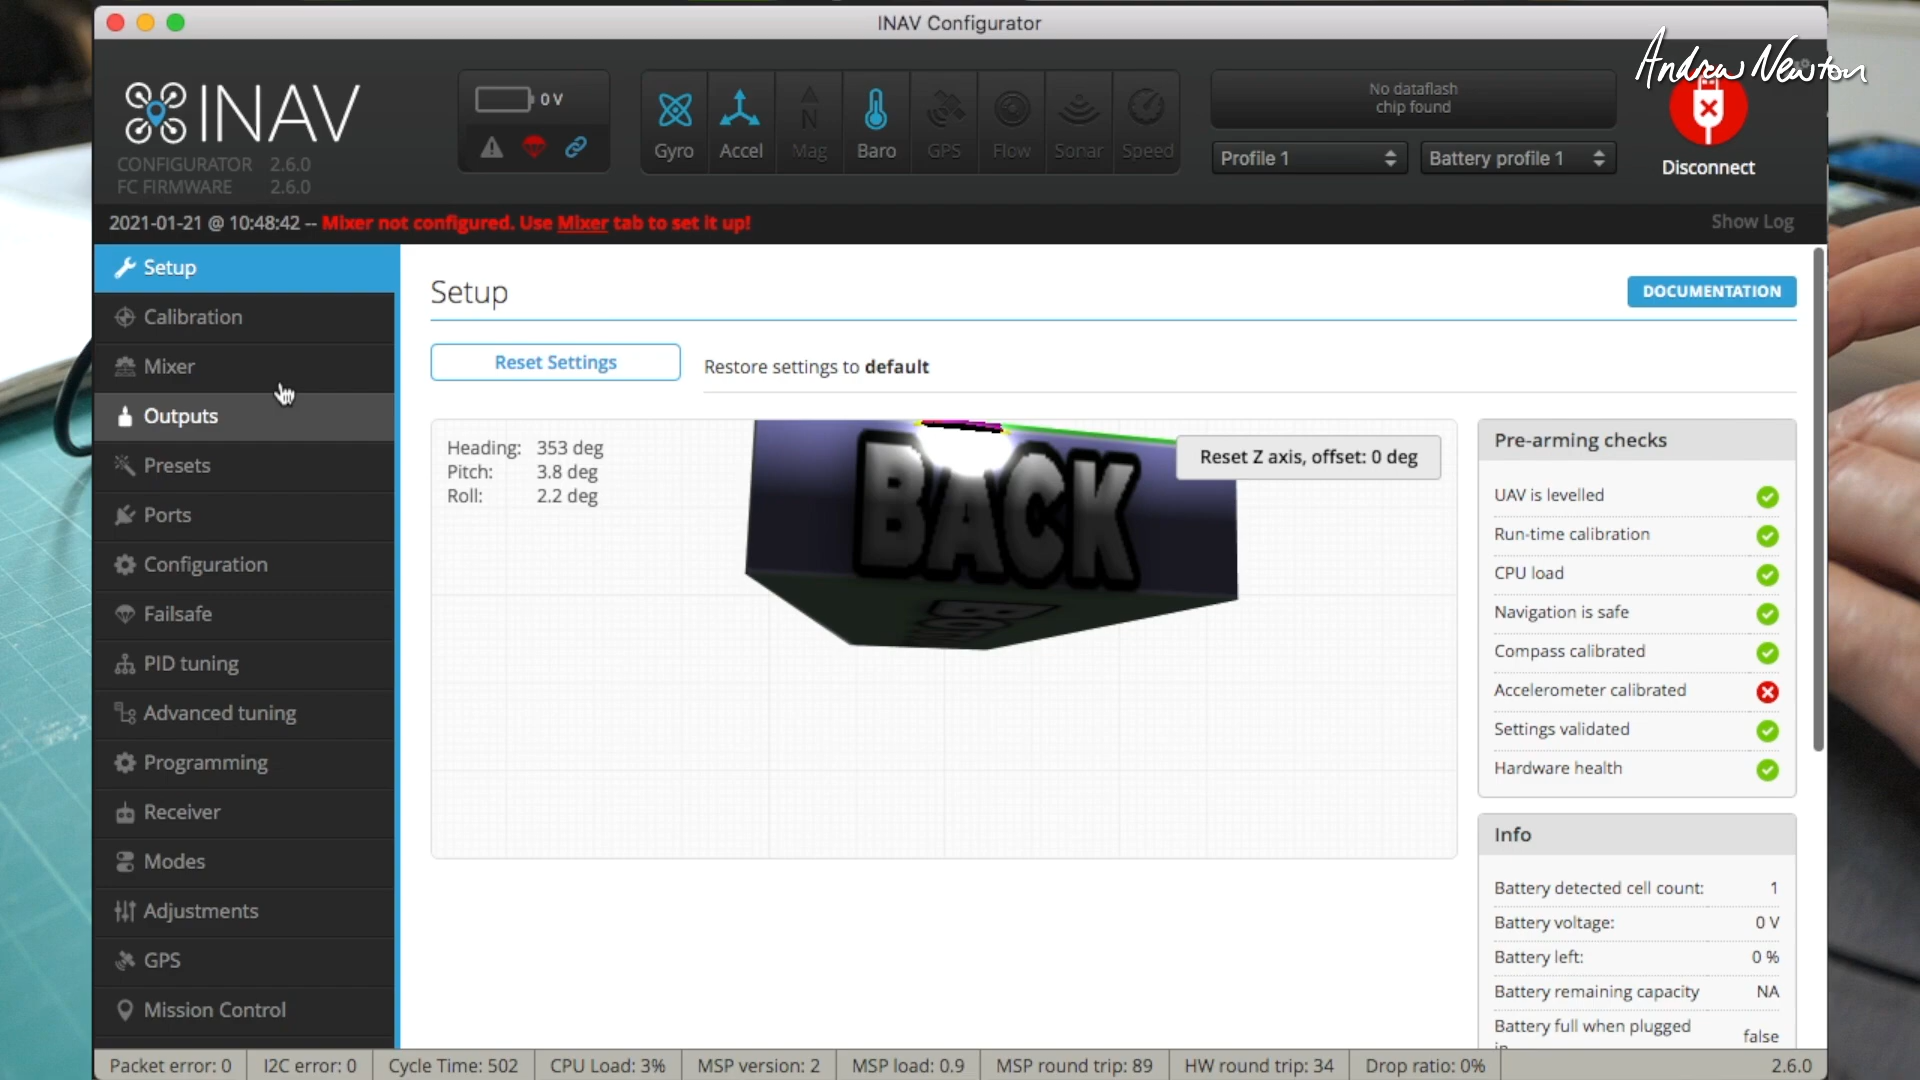 INAV Configurator
Andrew Newton
INAV
CONFIGURATOR 2.6.0
FC FIRMWARE 2.6.0
0 V
Gyro
Accel
Mag
Baro
GPS
Flow
Sonar
Speed
No dataflash
chip found
Profile 1
Battery profile 1
Disconnect
2021-01-21 @ 10:48:42 -- Mixer not configured. Use Mixer tab to set it up!
Show Log
Setup
Calibration
Mixer
Outputs
Presets
Ports
Configuration
Failsafe
PID tuning
Advanced tuning
Programming
Receiver
Modes
Adjustments
GPS
Mission Control
Setup
DOCUMENTATION
Reset Settings
Restore settings to default
Heading: 353 deg
Pitch: 3.8 deg
Roll: 2.2 deg
BACK
Reset Z axis, offset: 0 deg
Pre-arming checks
UAV is levelled
Run-time calibration
CPU load
Navigation is safe
Compass calibrated
Accelerometer calibrated
Settings validated
Hardware health
Info
Battery detected cell count: 1
Battery voltage: 0 V
Battery left: 0 %
Battery remaining capacity NA
Battery full when plugged
false
Packet error: 0
I2C error: 0
Cycle Time: 502
CPU Load: 3%
MSP version: 2
MSP load: 0.9
MSP round trip: 89
HW round trip: 34
Drop ratio: 0%
2.6.0